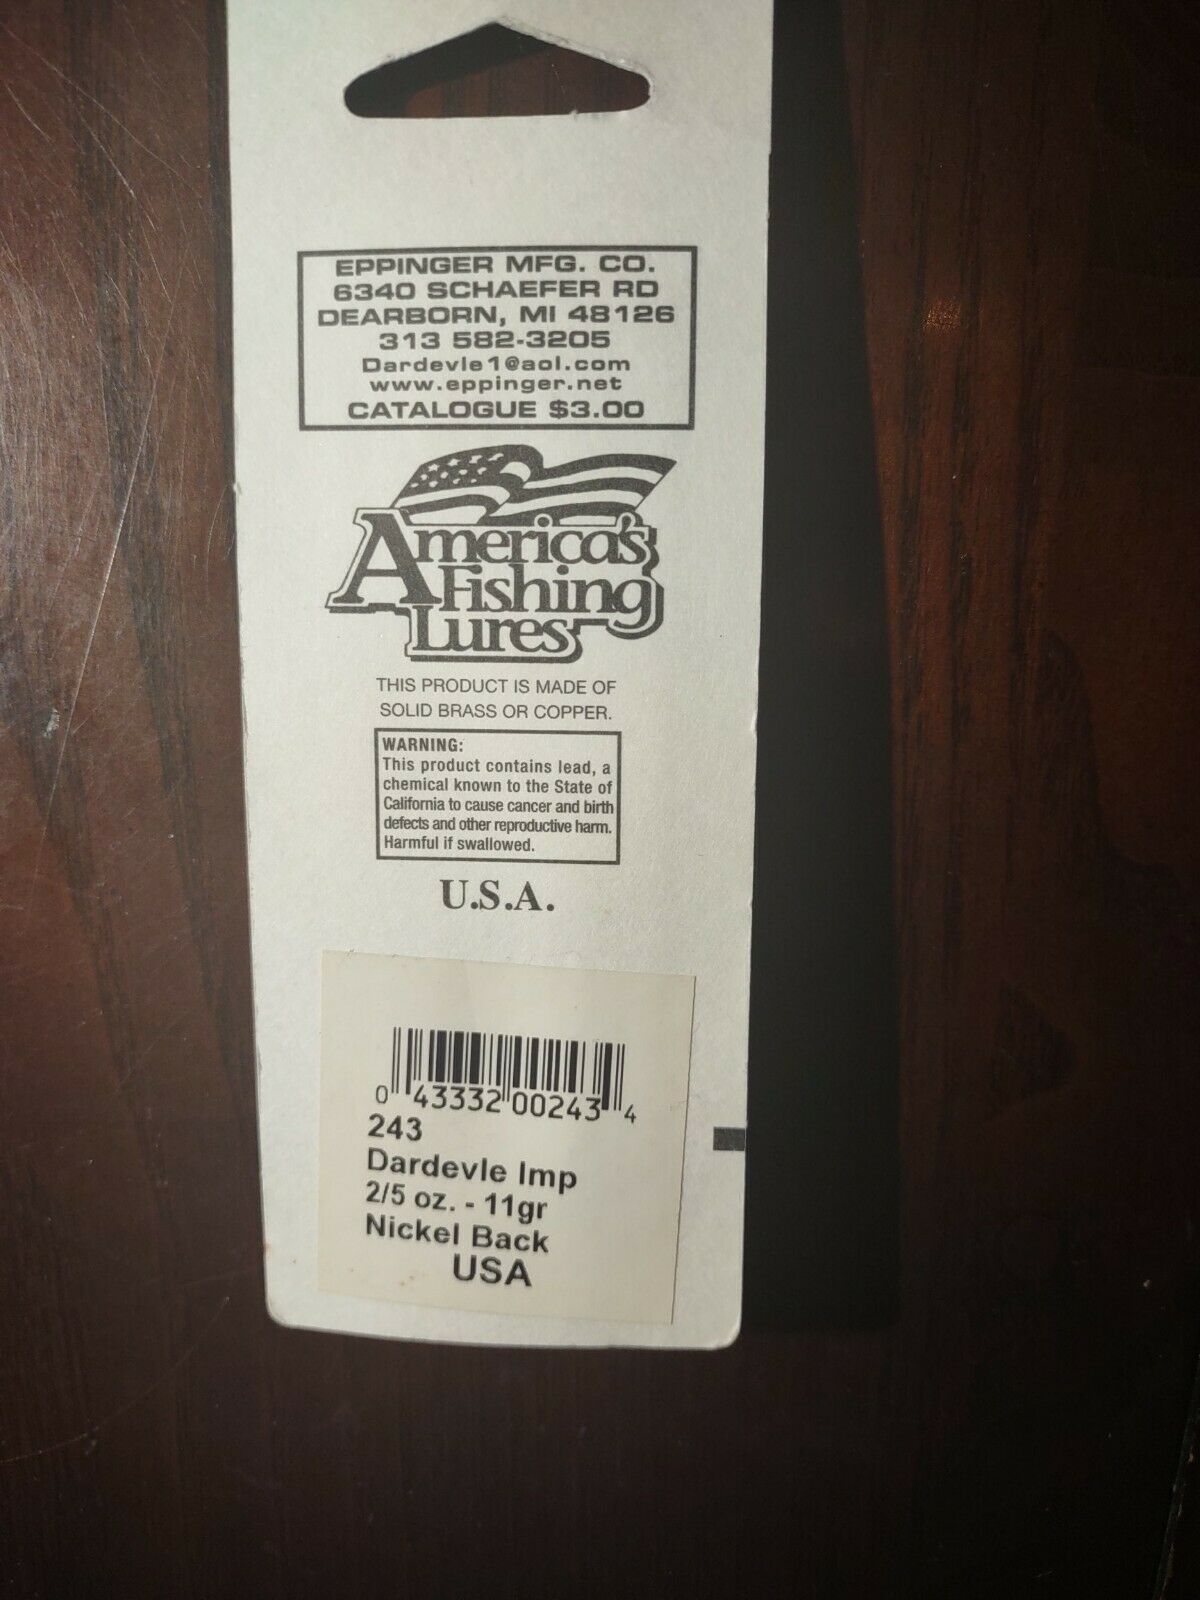 EPPINGER MFG. CO.
6340 SCHAEFER RD
DEARBORN, MI 48126
313 582-3205
Dardevle1@aol.com
www.eppinger.net
CATALOGUE $3.00
America's
Fishing
Lures
THIS PRODUCT IS MADE OF
SOLID BRASS OR COPPER.
WARNING:
This product contains lead, a
chemical known to the State of
California to cause cancer and birth
defects and other reproductive harm.
Harmful if swallowed.
U.S.A.
0 43332 00243 4
243
Dardevle Imp
2/5 oz. - 11gr
Nickel Back
USA